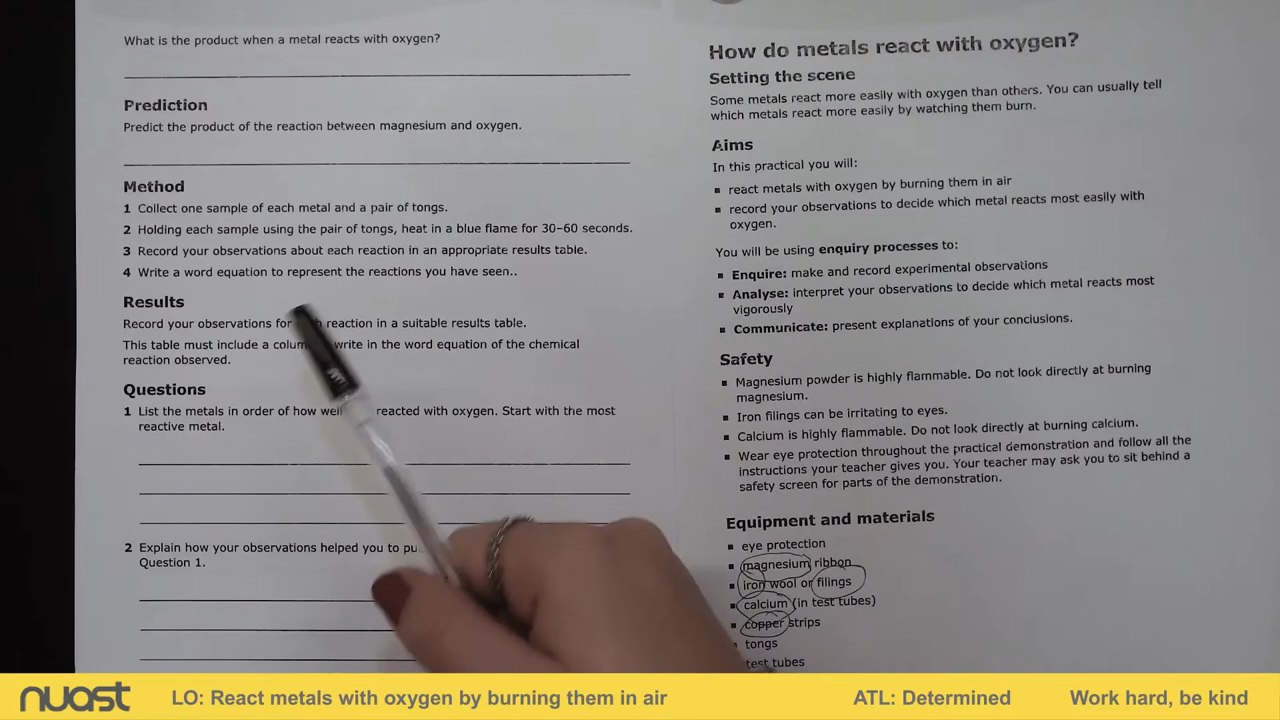 What is the product when a metal reacts with oxygen?
Prediction
Predict the product of the reaction between magnesium and oxygen.
Method
1 Collect one sample of each metal and a pair of tongs.
2 Holding each sample using the pair of tongs, heat in a blue flame for 30–60 seconds.
3 Record your observations about each reaction in an appropriate results table.
4 Write a word equation to represent the reactions you have seen..
Results
Record your observations for reaction in a suitable results table.
This table must include a write in the word equation of the chemical
reaction observed.
Questions
1 List the metals in order of how well reacted with oxygen. Start with the most
reactive metal.
2 Explain how your observations helped you to
Question 1.
How do metals react with oxygen?
Setting the scene
Some metals react more easily with oxygen than others. You can usually tell
which metals react more easily by watching them burn.
Aims
In this practical you will:
▪ react metals with oxygen by burning them in air
▪ record your observations to decide which metal reacts most easily with
oxygen.
You will be using enquiry processes to:
▪ Enquire: make and record experimental observations
▪ Analyse: interpret your observations to decide which metal reacts most
vigorously
▪ Communicate: present explanations of your conclusions.
Safety
▪ Magnesium powder is highly flammable. Do not look directly at burning
magnesium.
▪ Iron filings can be irritating to eyes.
▪ Calcium is highly flammable. Do not look directly at burning calcium.
▪ Wear eye protection throughout the practical demonstration and follow all the
instructions your teacher gives you. Your teacher may ask you to sit behind a
safety screen for parts of the demonstration.
Equipment and materials
▪ eye protection
▪ magnesium ribbon
▪ iron wool or filings
▪ calcium (in test tubes)
▪ copper strips
tongs
test tubes
nuast
LO: React metals with oxygen by burning them in air
ATL: Determined
Work hard, be kind